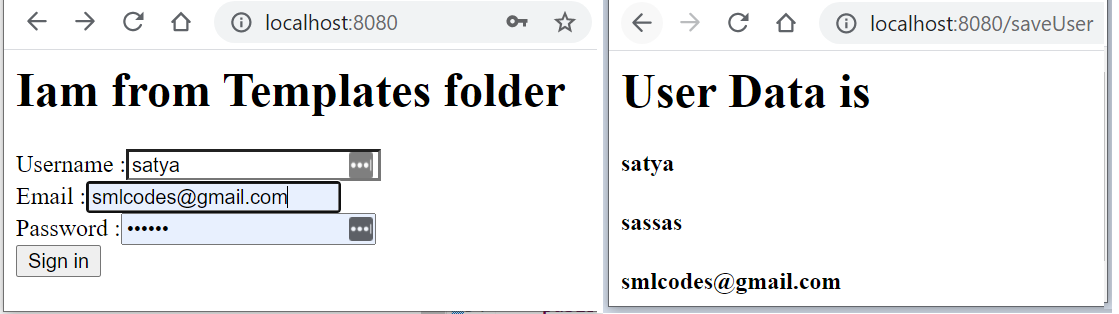 localhost:8080
Iam from Templates folder
Username : satya
Email : smlcodes@gmail.com
Password : ••••••
Sign in
localhost:8080/saveUser
User Data is
satya
sassas
smlcodes@gmail.com